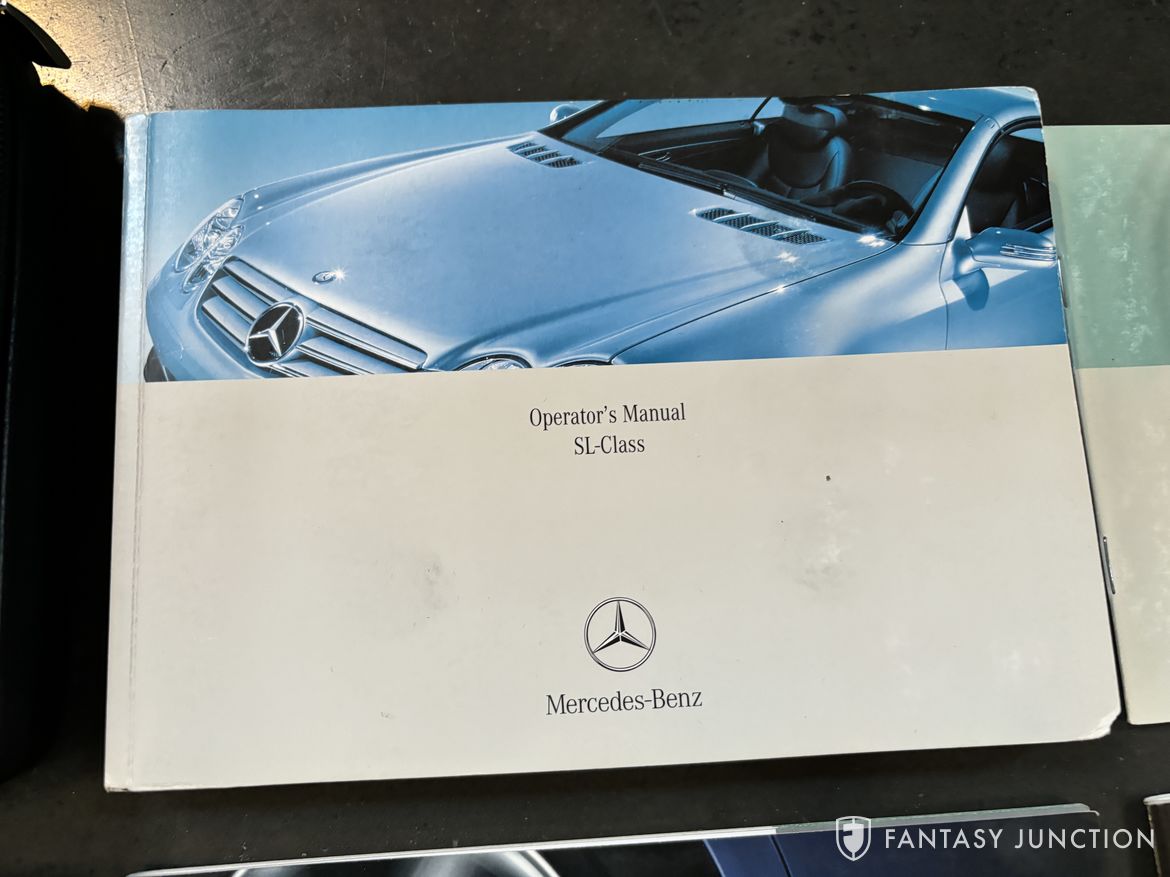 Operator's Manual
SL-Class
Mercedes-Benz
FANTASY JUNCTION